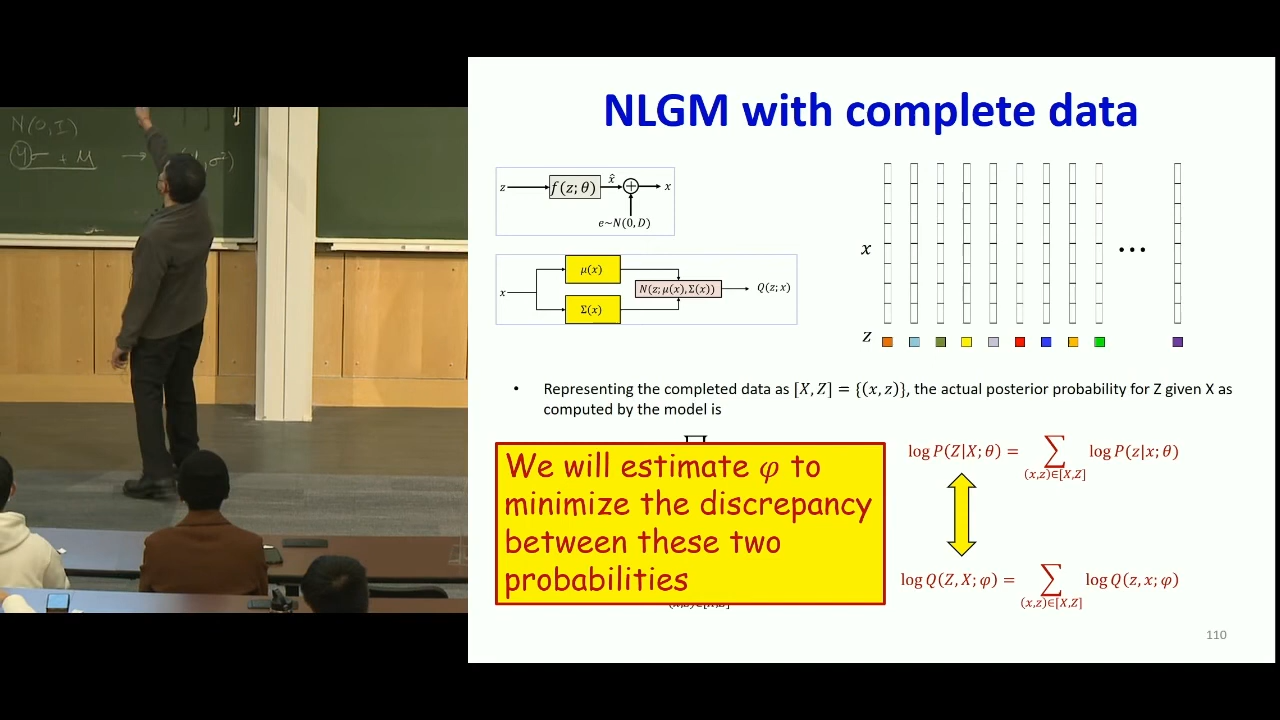 N(0,I)
NLGM with complete data
z
f(z;θ)
x̂
x
e~N(0,D)
x
μ(x)
Σ(x)
N(z;μ(x),Σ(x))
Q(z;x)
x
...
z
• Representing the completed data as [X,Z] = {(x,z)}, the actual posterior probability for Z given X as
computed by the model is
We will estimate φ to
minimize the discrepancy
between these two
probabilities
log P(Z|X;θ) = ∑ log P(z|x;θ)
(x,z)∈[X,Z]
log Q(Z,X;φ) = ∑ log Q(z,x;φ)
(x,z)∈[X,Z]
110